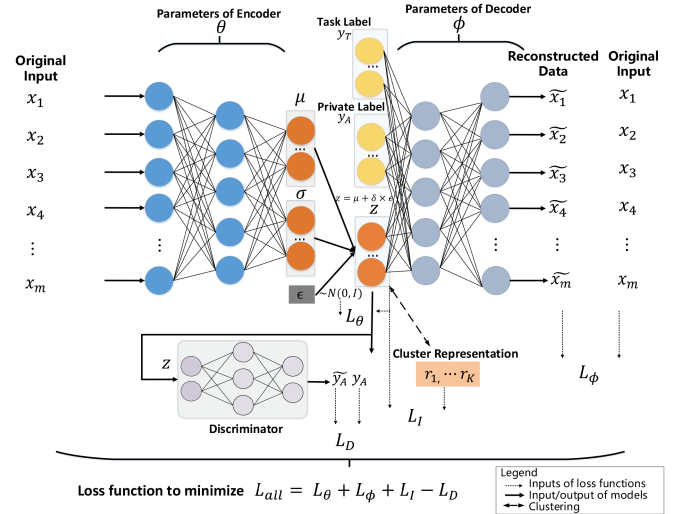 Parameters of Encoder
θ
Task Label
y_T
Parameters of Decoder
ϕ
Original
Input
μ
...
Private Label
y_A
...
Reconstructed
Data
Original
Input
x_1
x_2
x_3
x_4
⋮
x_m
σ
...
...
z = μ + δ × ϵ
z
...
ϵ
~N(0, I)
x̃_1
x̃_2
x̃_3
x̃_4
⋮
x̃_m
x_1
x_2
x_3
x_4
⋮
x_m
⋮
L_θ
z
Discriminator
ỹ_A y_A
L_D
Cluster Representation
r_1, ⋯ r_K
L_I
L_ϕ
Loss function to minimize L_all = L_θ + L_ϕ + L_I − L_D
Legend
Inputs of loss functions
Input/output of models
Clustering